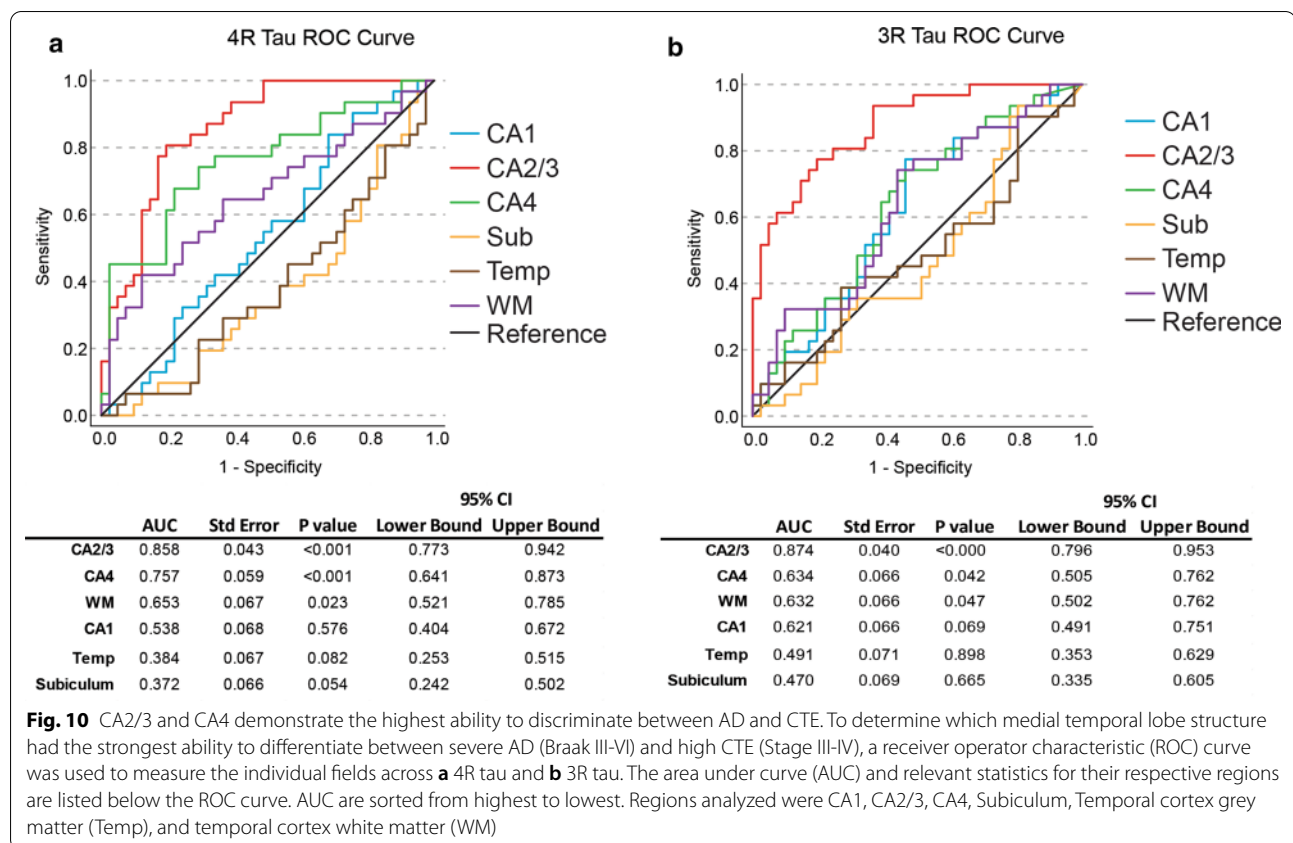 a
4R Tau ROC Curve
1.0
0.8
0.6
0.4
0.2
0.0
Sensitivity
0.0 0.2 0.4 0.6 0.8 1.0
1 - Specificity
CA1
CA2/3
CA4
Sub
Temp
WM
Reference
95% CI
AUC Std Error P value Lower Bound Upper Bound
CA2/3 0.858 0.043 <0.001 0.773 0.942
CA4 0.757 0.059 <0.001 0.641 0.873
WM 0.653 0.067 0.023 0.521 0.785
CA1 0.538 0.068 0.576 0.404 0.672
Temp 0.384 0.067 0.082 0.253 0.515
Subiculum 0.372 0.066 0.054 0.242 0.502
b
3R Tau ROC Curve
1.0
0.8
0.6
0.4
0.2
0.0
Sensitivity
0.0 0.2 0.4 0.6 0.8 1.0
1 - Specificity
CA1
CA2/3
CA4
Sub
Temp
WM
Reference
95% CI
AUC Std Error P value Lower Bound Upper Bound
CA2/3 0.874 0.040 <0.000 0.796 0.953
CA4 0.634 0.066 0.042 0.505 0.762
WM 0.632 0.066 0.047 0.502 0.762
CA1 0.621 0.066 0.069 0.491 0.751
Temp 0.491 0.071 0.898 0.353 0.629
Subiculum 0.470 0.069 0.665 0.335 0.605
Fig. 10 CA2/3 and CA4 demonstrate the highest ability to discriminate between AD and CTE. To determine which medial temporal lobe structure
had the strongest ability to differentiate between severe AD (Braak III-VI) and high CTE (Stage III-IV), a receiver operator characteristic (ROC) curve
was used to measure the individual fields across a 4R tau and b 3R tau. The area under curve (AUC) and relevant statistics for their respective regions
are listed below the ROC curve. AUC are sorted from highest to lowest. Regions analyzed were CA1, CA2/3, CA4, Subiculum, Temporal cortex grey
matter (Temp), and temporal cortex white matter (WM)